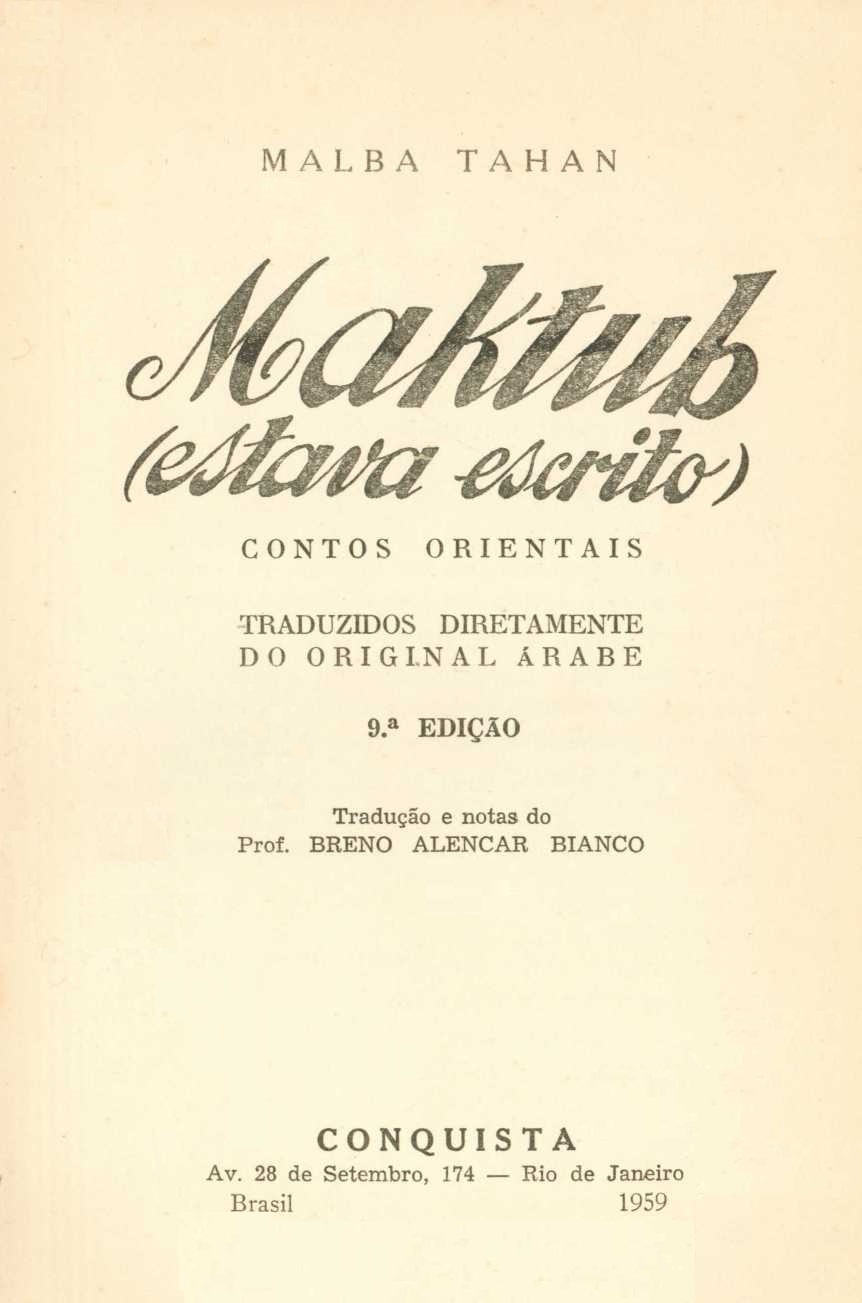 MALBA TAHAN
Maktub
(estava escrito)
CONTOS ORIENTAIS
TRADUZIDOS DIRETAMENTE
DO ORIGINAL ÁRABE
9.ª EDIÇÃO
Tradução e notas do
Prof. BRENO ALENCAR BIANCO
CONQUISTA
Av. 28 de Setembro, 174 — Rio de Janeiro
Brasil 1959